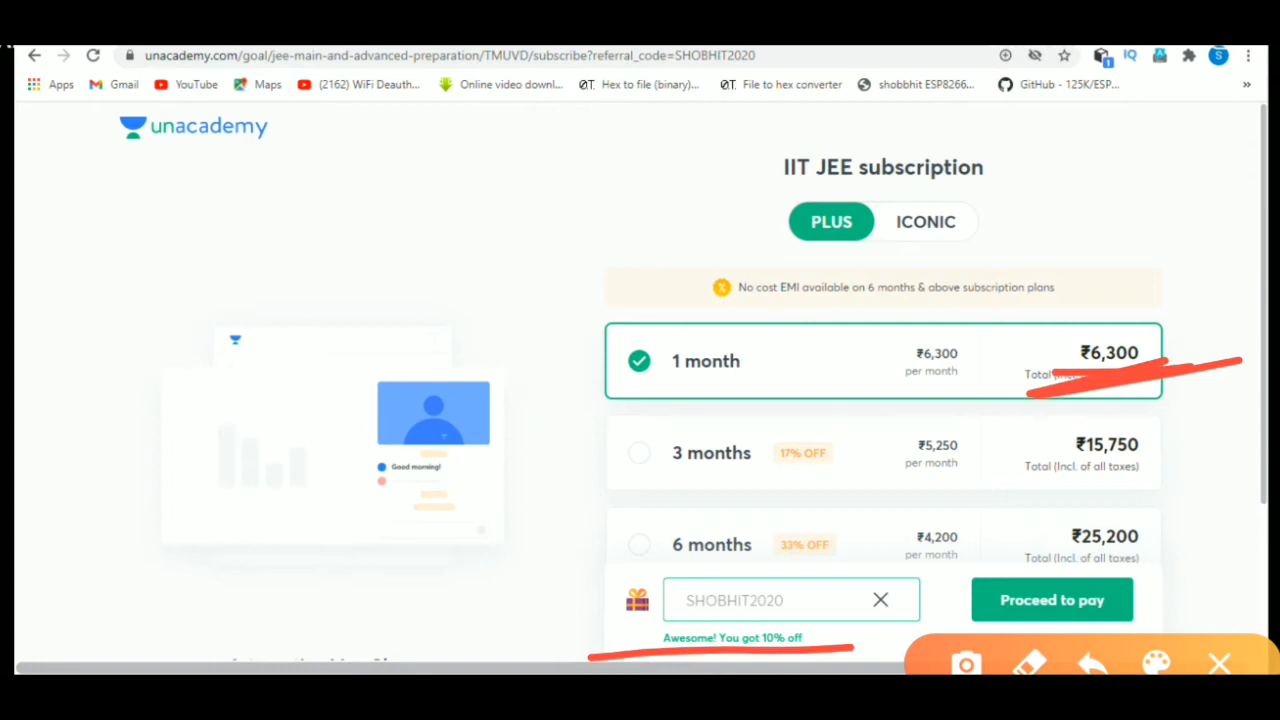 unacademy.com/goal/jee-main-and-advanced-preparation/TMUVD/subscribe?referral_code=SHOBHIT2020
Apps Gmail YouTube Maps (2162) WiFi Deauth... Online video downl... Hex to file (binary)... File to hex converter shobbhit ESP8266... GitHub - 125K/ESP... »
unacademy
IIT JEE subscription
PLUS ICONIC
No cost EMI available on 6 months & above subscription plans
1 month ₹6,300 ₹6,300
per month Total
3 months 17% OFF ₹5,250 ₹15,750
per month Total (Incl. of all taxes)
6 months 33% OFF ₹4,200 ₹25,200
per month Total (Incl. of all taxes)
Good morning!
SHOBHIT2020 Proceed to pay
Awesome! You got 10% off